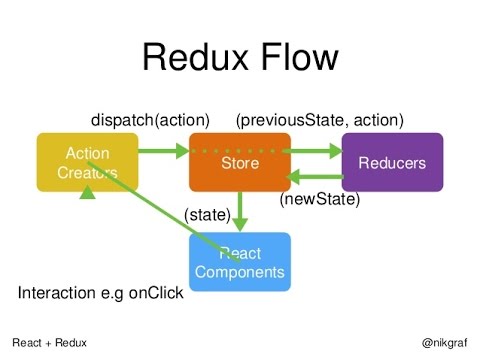 Redux Flow
dispatch(action)
(previousState, action)
Action
Creators
Store
Reducers
(newState)
(state)
React
Components
Interaction e.g onClick
React + Redux
@nikgraf